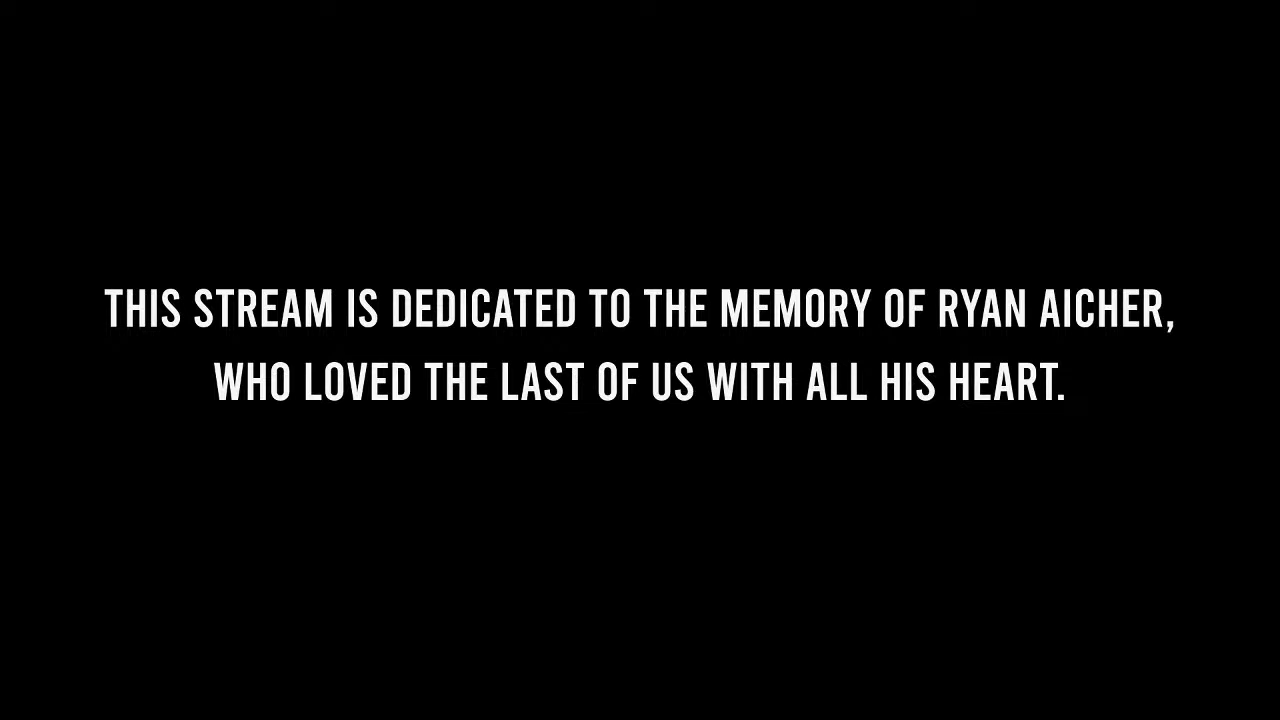 THIS STREAM IS DEDICATED TO THE MEMORY OF RYAN AICHER,
WHO LOVED THE LAST OF US WITH ALL HIS HEART.